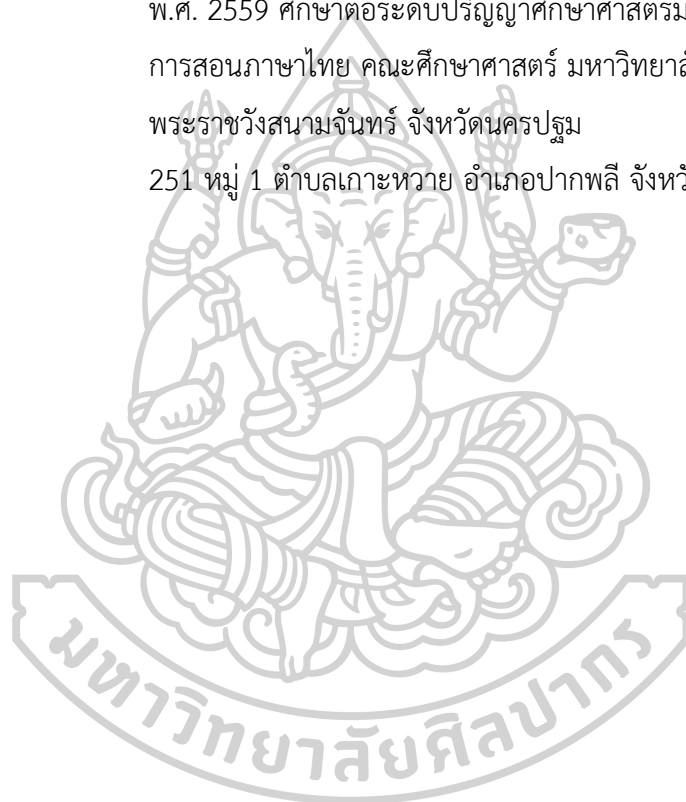 พ.ศ. 2559 ศึกษาต่อระดับปริญญาศึกษาศาสตรม
การสอนภาษาไทย คณะศึกษาศาสตร์ มหาวิทยาลั
พระราชวังสนามจันทร์ จังหวัดนครปฐม
251 หมู่ 1 ตำบลเกาะหวาย อำเภอปากพลี จังหวั
มหาวิทยาลัยศิลปากร